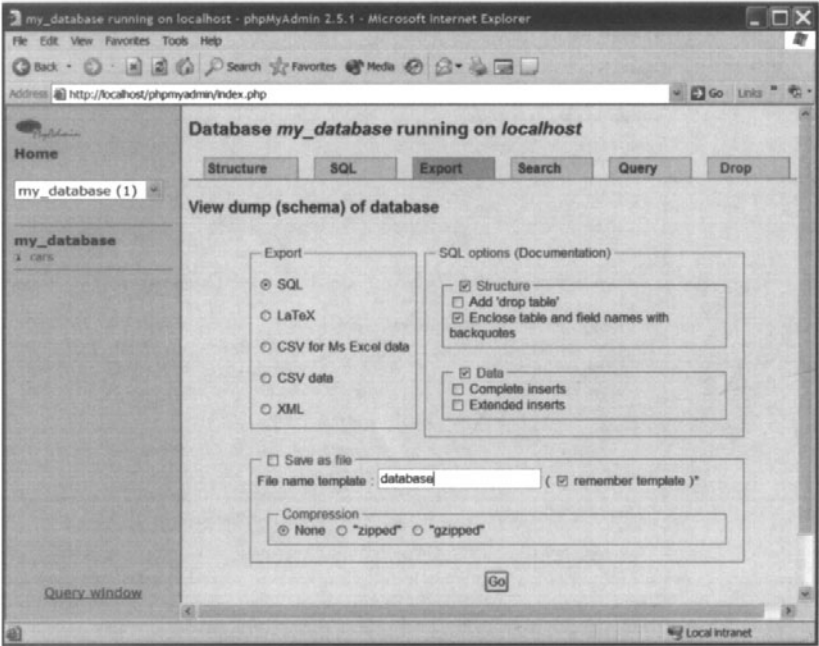 my_database running on localhost - phpMyAdmin 2.5.1 - Microsoft Internet Explorer
File Edit View Favorites Tools Help
Back Search Favorites Media
Address http://localhost/phpmyadmin/index.php Go Links
Home
my_database (1)
my_database
1 cars
Query window
Database my_database running on localhost
Structure SQL Export Search Query Drop
View dump (schema) of database
Export
SQL
LaTeX
CSV for Ms Excel data
CSV data
XML
SQL options (Documentation)
Structure
Add 'drop table'
Enclose table and field names with
backquotes
Data
Complete inserts
Extended inserts
Save as file
File name template : database ( remember template )*
Compression
None "zipped" "gzipped"
Go
Local intranet